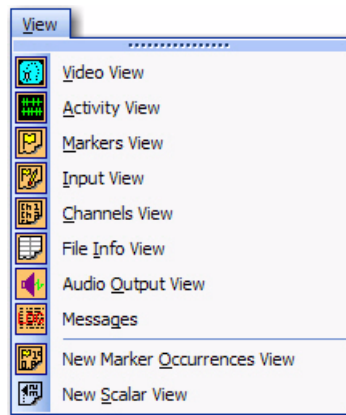 View
Video View
Activity View
Markers View
Input View
Channels View
File Info View
Audio Output View
Messages
New Marker Occurrences View
New Scalar View